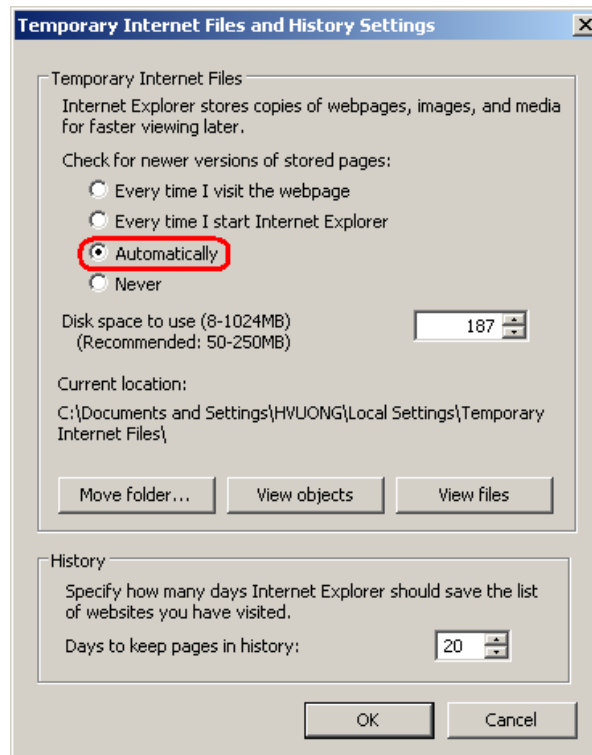 Temporary Internet Files and History Settings
Temporary Internet Files
Internet Explorer stores copies of webpages, images, and media
for faster viewing later.
Check for newer versions of stored pages:
Every time I visit the webpage
Every time I start Internet Explorer
Automatically
Never
Disk space to use (8-1024MB)
(Recommended: 50-250MB)
187
Current location:
C:\Documents and Settings\HVUONG\Local Settings\Temporary
Internet Files\
Move folder... View objects View files
History
Specify how many days Internet Explorer should save the list
of websites you have visited.
Days to keep pages in history: 20
OK Cancel